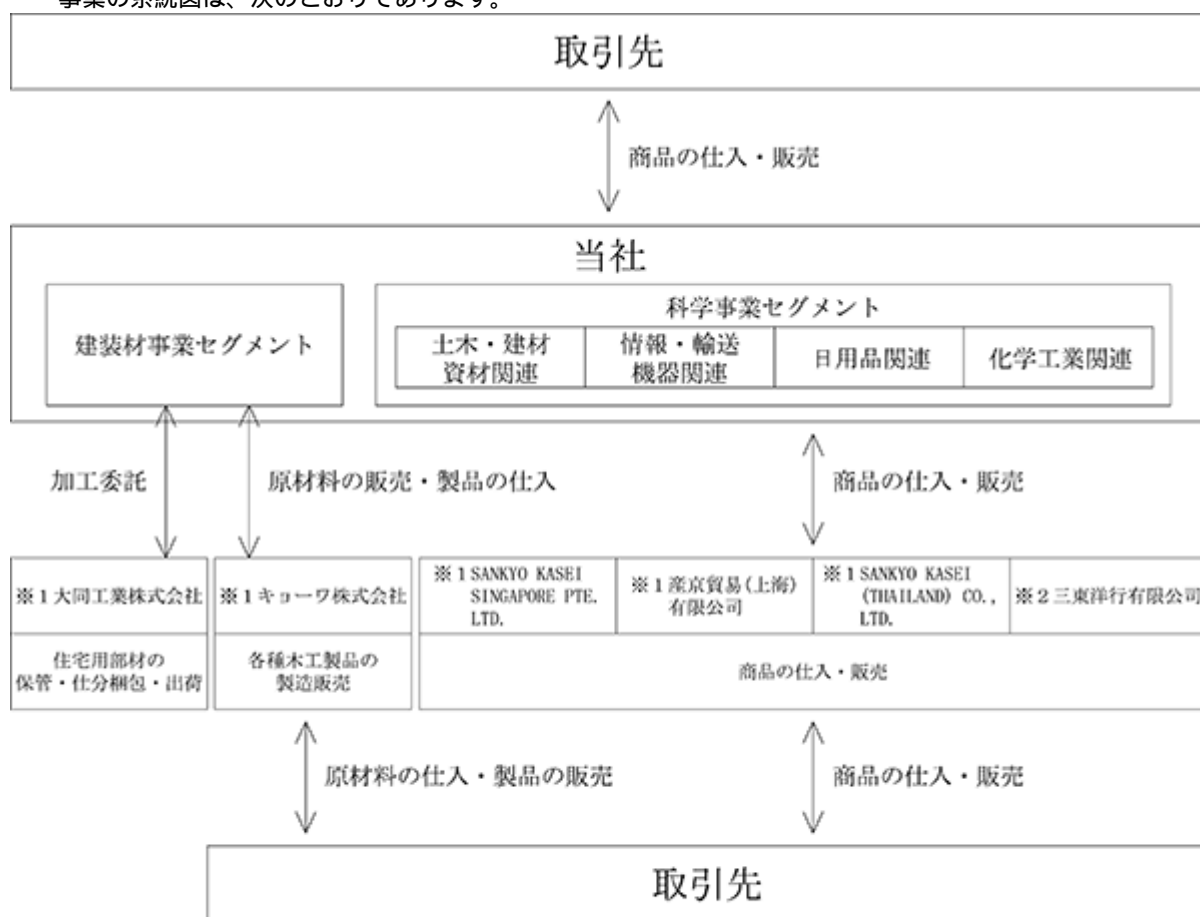 事業の系統図は、次のとおりであります。
取引先
商品の仕入・販売
当社
建装材事業セグメント
科学事業セグメント
土木・建材
資材関連
情報・輸送
機器関連
日用品関連
化学工業関連
加工委託
原材料の販売・製品の仕入
商品の仕入・販売
※1大同工業株式会社
※1キョーワ株式会社
※1 SANKYO KASEI
SINGAPORE PTE.
LTD.
※1産京貿易(上海)
有限公司
※1 SANKYO KASEI
(THAILAND) CO.,
LTD.
※2三東洋行有限公司
住宅用部材の
保管・仕分梱包・出荷
各種木工製品の
製造販売
商品の仕入・販売
原材料の仕入・製品の販売
商品の仕入・販売
取引先